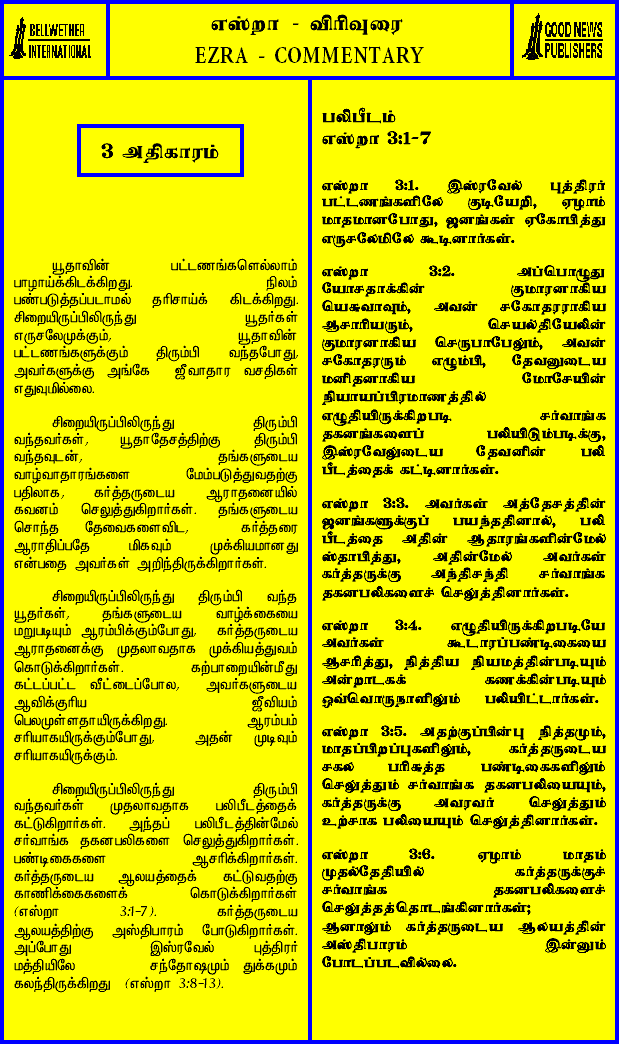 BELLWETHER
INTERNATIONAL
எஸ்றா - விரிவுரை
EZRA - COMMENTARY
GOOD NEWS
PUBLISHERS
3 அதிகாரம்
யூதாவின் பட்டணங்களெல்லாம்
பாழாய்க்கிடக்கிறது. நிலம்
பண்படுத்தப்படாமல் தரிசாய்க் கிடக்கிறது.
சிறையிருப்பிலிருந்து யூதர்கள்
எருசலேமுக்கும், யூதாவின்
பட்டணங்களுக்கும் திரும்பி வந்தபோது,
அவர்களுக்கு அங்கே ஜீவாதார வசதிகள்
எதுவுமில்லை.
சிறையிருப்பிலிருந்து திரும்பி
வந்தவர்கள், யூதாதேசத்திற்கு திரும்பி
வந்தவுடன், தங்களுடைய
வாழ்வாதாரங்களை மேம்படுத்துவதற்கு
பதிலாக, கர்த்தருடைய ஆராதனையில்
கவனம் செலுத்துகிறார்கள். தங்களுடைய
சொந்த தேவைகளைவிட, கர்த்தரை
ஆராதிப்பதே மிகவும் முக்கியமானது
என்பதை அவர்கள் அறிந்திருக்கிறார்கள்.
சிறையிருப்பிலிருந்து திரும்பி வந்த
யூதர்கள், தங்களுடைய வாழ்க்கையை
மறுபடியும் ஆரம்பிக்கும்போது, கர்த்தருடைய
ஆராதனைக்கு முதலாவதாக முக்கியத்துவம்
கொடுக்கிறார்கள். கற்பாறையின்மீது
கட்டப்பட்ட வீட்டைப்போல, அவர்களுடைய
ஆவிக்குரிய ஜீவியம்
பெலமுள்ளதாயிருக்கிறது. ஆரம்பம்
சரியாகயிருக்கும்போது, அதன் முடிவும்
சரியாகயிருக்கும்.
சிறையிருப்பிலிருந்து திரும்பி
வந்தவர்கள் முதலாவதாக பலிபீடத்தைக்
கட்டுகிறார்கள். அந்தப் பலிபீடத்தின்மேல்
சர்வாங்க தகனபலிகளை செலுத்துகிறார்கள்.
பண்டிகைகளை ஆசரிக்கிறார்கள்.
கர்த்தருடைய ஆலயத்தைக் கட்டுவதற்கு
காணிக்கைகளைக் கொடுக்கிறார்கள்
(எஸ்றா 3:1-7). கர்த்தருடைய
ஆலயத்திற்கு அஸ்திபாரம் போடுகிறார்கள்.
அப்போது இஸ்ரவேல் புத்திரர்
மத்தியிலே சந்தோஷமும் துக்கமும்
கலந்திருக்கிறது (எஸ்றா 3:8-13).
பலிபீடம்
எஸ்றா 3:1-7
எஸ்றா 3:1. இஸ்ரவேல் புத்திரர்
பட்டணங்களிலே குடியேறி, ஏழாம்
மாதமானபோது, ஜனங்கள் ஏகோபித்து
எருசலேமிலே கூடினார்கள்.
எஸ்றா 3:2. அப்பொழுது
யோசதாக்கின் குமாரனாகிய
யெசுவாவும், அவன் சகோதரராகிய
ஆசாரியரும், செயல்தியேலின்
குமாரனாகிய செருபாபேலும், அவன்
சகோதரரும் எழும்பி, தேவனுடைய
மனிதனாகிய மோசேயின்
நியாயப்பிரமாணத்தில்
எழுதியிருக்கிறபடி சர்வாங்க
தகனங்களைப் பலியிடும்படிக்கு,
இஸ்ரவேலுடைய தேவனின் பலி
பீடத்தைக் கட்டினார்கள்.
எஸ்றா 3:3. அவர்கள் அத்தேசத்தின்
ஜனங்களுக்குப் பயந்ததினால், பலி
பீடத்தை அதின் ஆதாரங்களின்மேல்
ஸ்தாபித்து, அதின்மேல் அவர்கள்
கர்த்தருக்கு அந்திசந்தி சர்வாங்க
தகனபலிகளைச் செலுத்தினார்கள்.
எஸ்றா 3:4. எழுதியிருக்கிறபடியே
அவர்கள் கூடாரப்பண்டிகையை
ஆசரித்து, நித்திய நியமத்தின்படியும்
அன்றாடகக் கணக்கின்படியும்
ஒவ்வொருநாளிலும் பலியிட்டார்கள்.
எஸ்றா 3:5. அதற்குப்பின்பு நித்தமும்,
மாதப்பிறப்புகளிலும், கர்த்தருடைய
சகல பரிசுத்த பண்டிகைகளிலும்
செலுத்தும் சர்வாங்க தகனபலியையும்,
கர்த்தருக்கு அவரவர் செலுத்தும்
உற்சாக பலியையும் செலுத்தினார்கள்.
எஸ்றா 3:6. ஏழாம் மாதம்
முதல்தேதியில் கர்த்தருக்குச்
சர்வாங்க தகனபலிகளைச்
செலுத்தத்தொடங்கினார்கள்;
ஆனாலும் கர்த்தருடைய ஆலயத்தின்
அஸ்திபாரம் இன்னும்
போடப்படவில்லை.